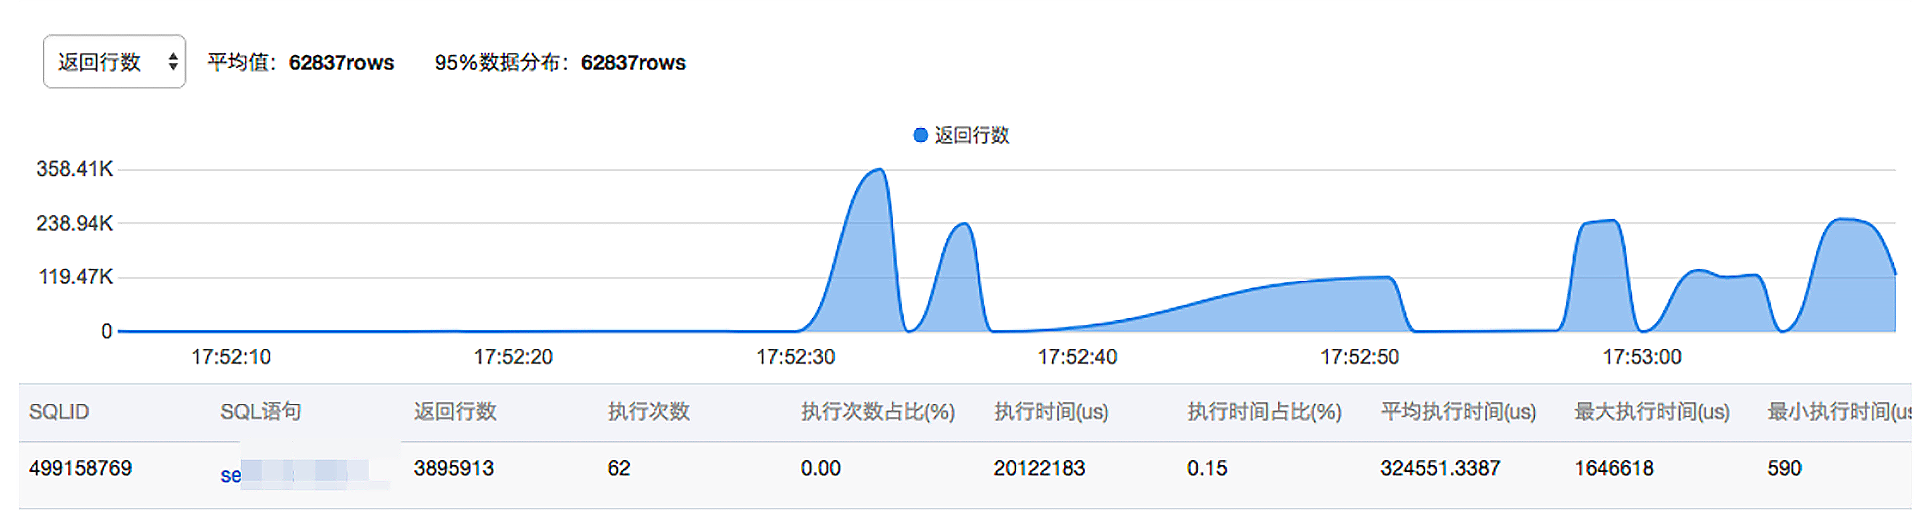 返回行数 平均值：62837rows 95%数据分布：62837rows
返回行数
358.41K
238.94K
119.47K
0
17:52:10 17:52:20 17:52:30 17:52:40 17:52:50 17:53:00
SQLID SQL语句 返回行数 执行次数 执行次数占比(%) 执行时间(us) 执行时间占比(%) 平均执行时间(us) 最大执行时间(us) 最小执行时间(us
499158769 se 3895913 62 0.00 20122183 0.15 324551.3387 1646618 590